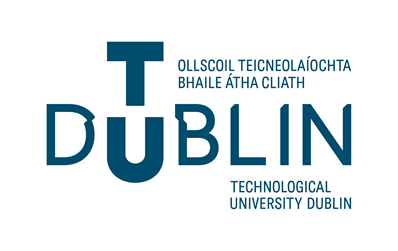 OLLSCOIL TEICNEOLAÍOCHTA
BHAILE ÁTHA CLIATH
TU DUBLIN
TECHNOLOGICAL
UNIVERSITY DUBLIN